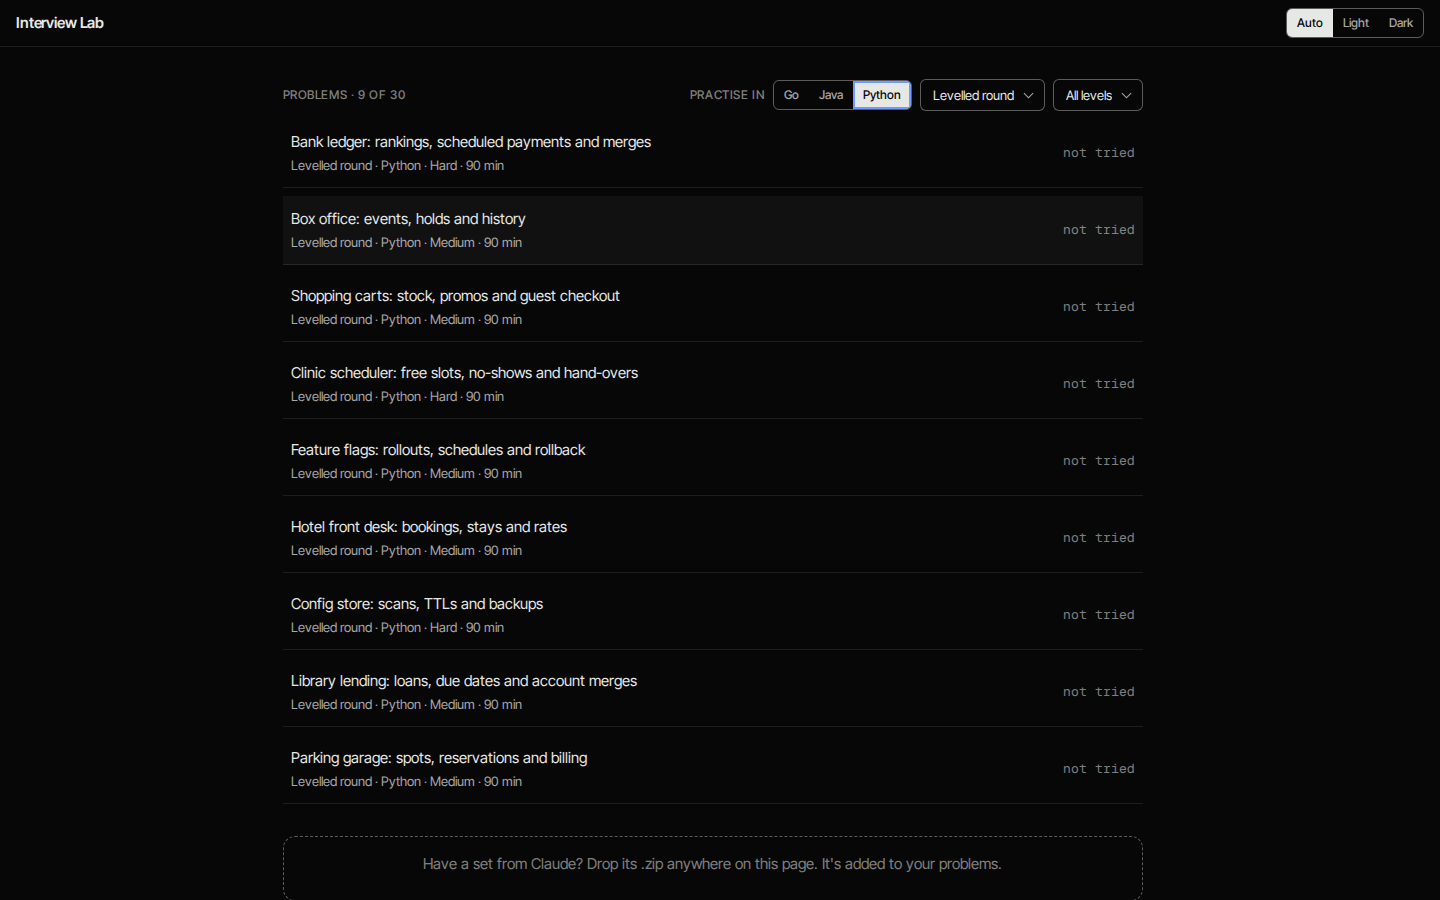 Interview Lab
Auto Light Dark
PROBLEMS · 9 OF 30
PRACTISE IN Go Java Python Levelled round All levels
Bank ledger: rankings, scheduled payments and merges
Levelled round · Python · Hard · 90 min
not tried
Box office: events, holds and history
Levelled round · Python · Medium · 90 min
not tried
Shopping carts: stock, promos and guest checkout
Levelled round · Python · Medium · 90 min
not tried
Clinic scheduler: free slots, no-shows and hand-overs
Levelled round · Python · Hard · 90 min
not tried
Feature flags: rollouts, schedules and rollback
Levelled round · Python · Medium · 90 min
not tried
Hotel front desk: bookings, stays and rates
Levelled round · Python · Medium · 90 min
not tried
Config store: scans, TTLs and backups
Levelled round · Python · Hard · 90 min
not tried
Library lending: loans, due dates and account merges
Levelled round · Python · Medium · 90 min
not tried
Parking garage: spots, reservations and billing
Levelled round · Python · Medium · 90 min
not tried
Have a set from Claude? Drop its .zip anywhere on this page. It's added to your problems.